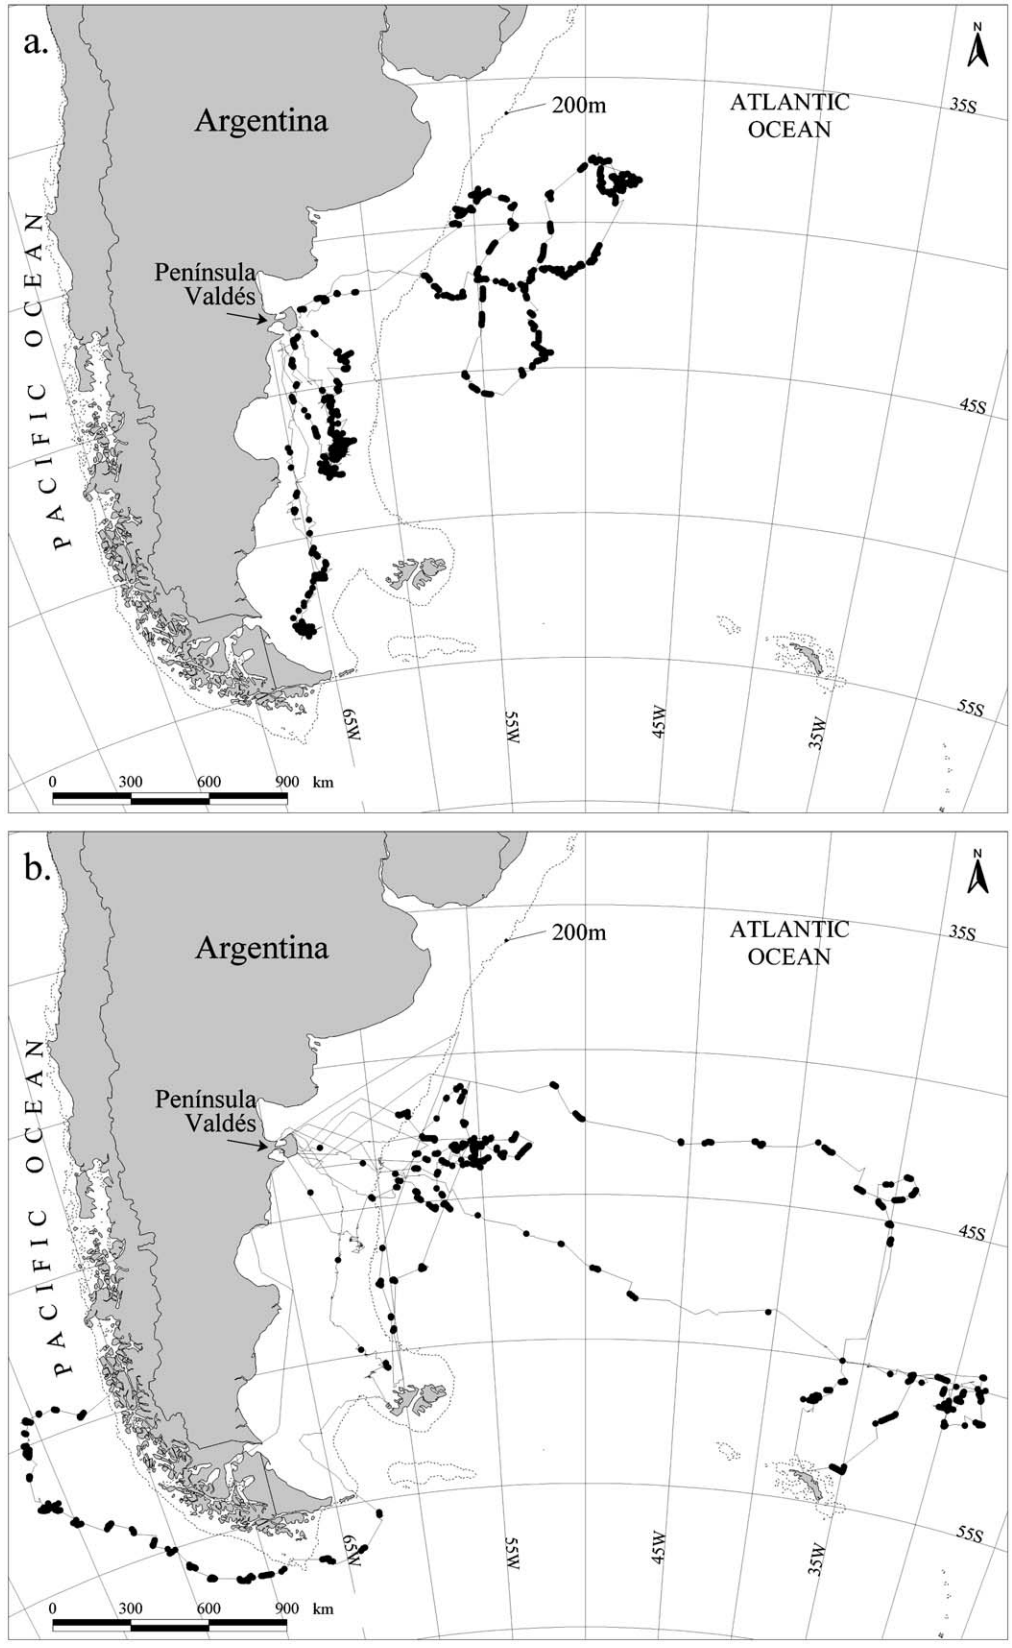 a.
N
200m
ATLANTIC
OCEAN
35S
Argentina
PACIFIC OCEAN
Península
Valdés
45S
55S
65W
55W
45W
35W
0 300 600 900 km
b.
N
200m
ATLANTIC
OCEAN
35S
Argentina
PACIFIC OCEAN
Península
Valdés
45S
55S
65W
55W
45W
35W
0 300 600 900 km